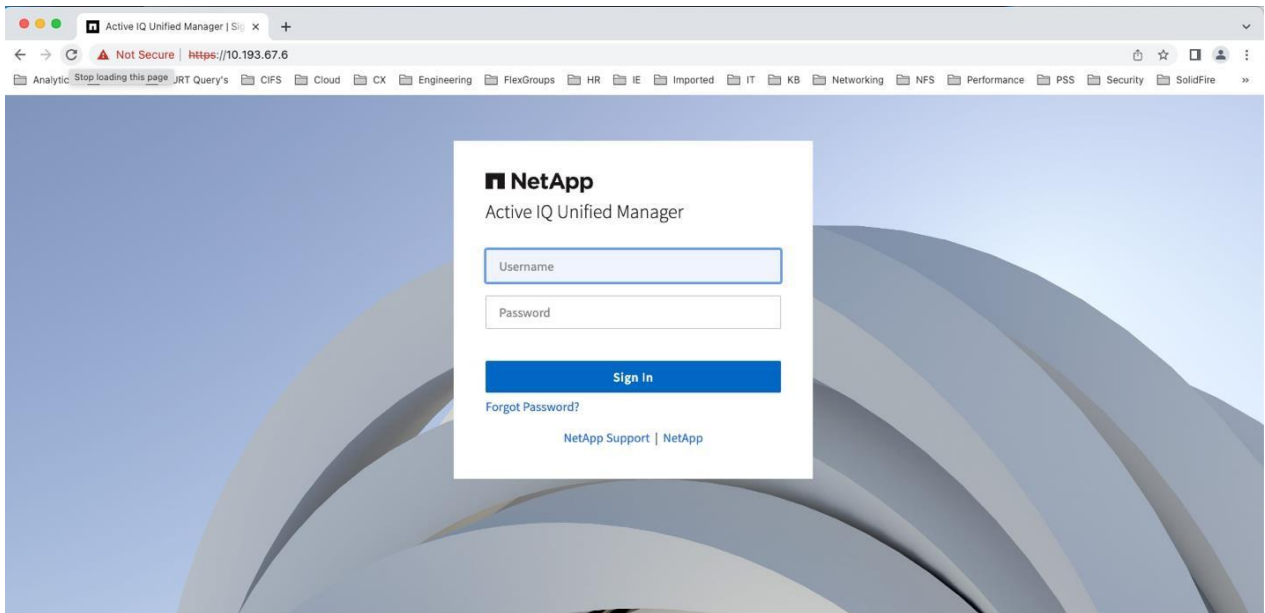 Active IQ Unified Manager | Sig
Not Secure | https://10.193.67.6
Analytic Stop loading this page JRT Query's CIFS Cloud CX Engineering FlexGroups HR IE Imported IT KB Networking NFS Performance PSS Security SolidFire »
NetApp
Active IQ Unified Manager
Username
Password
Sign In
Forgot Password?
NetApp Support | NetApp